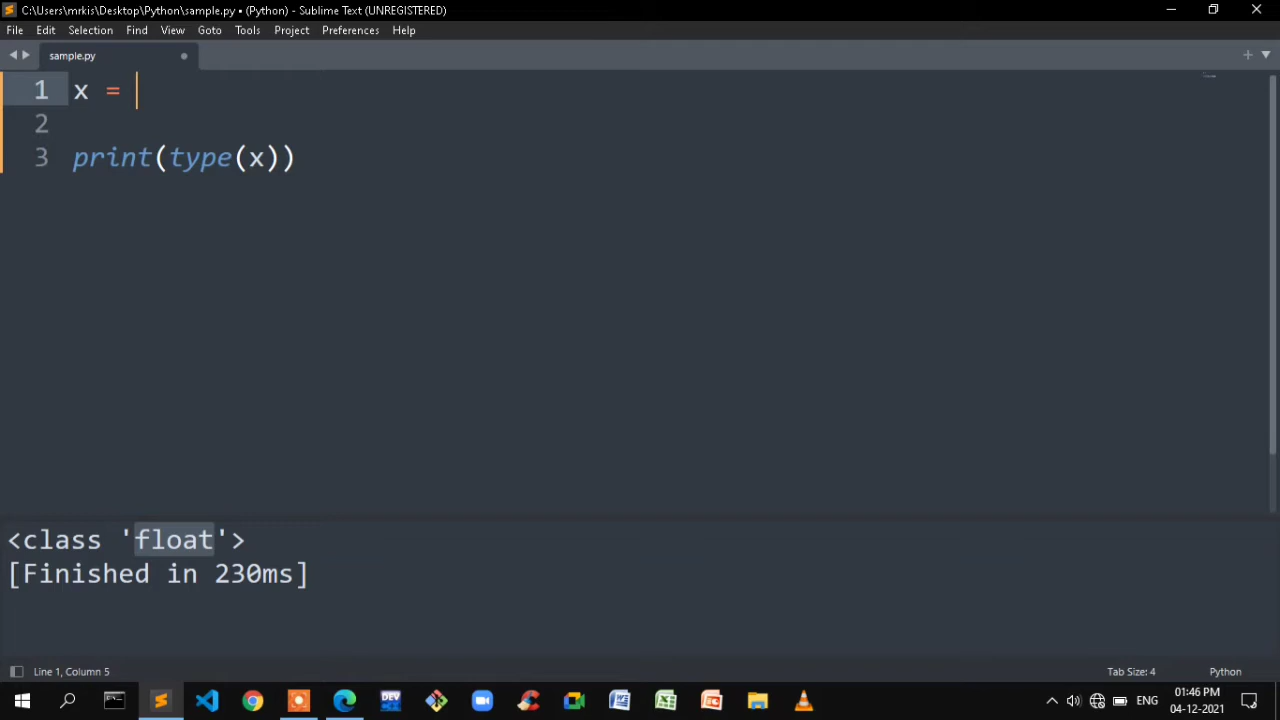 C:\Users\mrkis\Desktop\Python\sample.py • (Python) - Sublime Text (UNREGISTERED)
File Edit Selection Find View Goto Tools Project Preferences Help
sample.py
1 x =
2
3 print(type(x))
<class 'float'>
[Finished in 230ms]
Line 1, Column 5 Tab Size: 4 Python
DEV
ENG
01:46 PM
04-12-2021